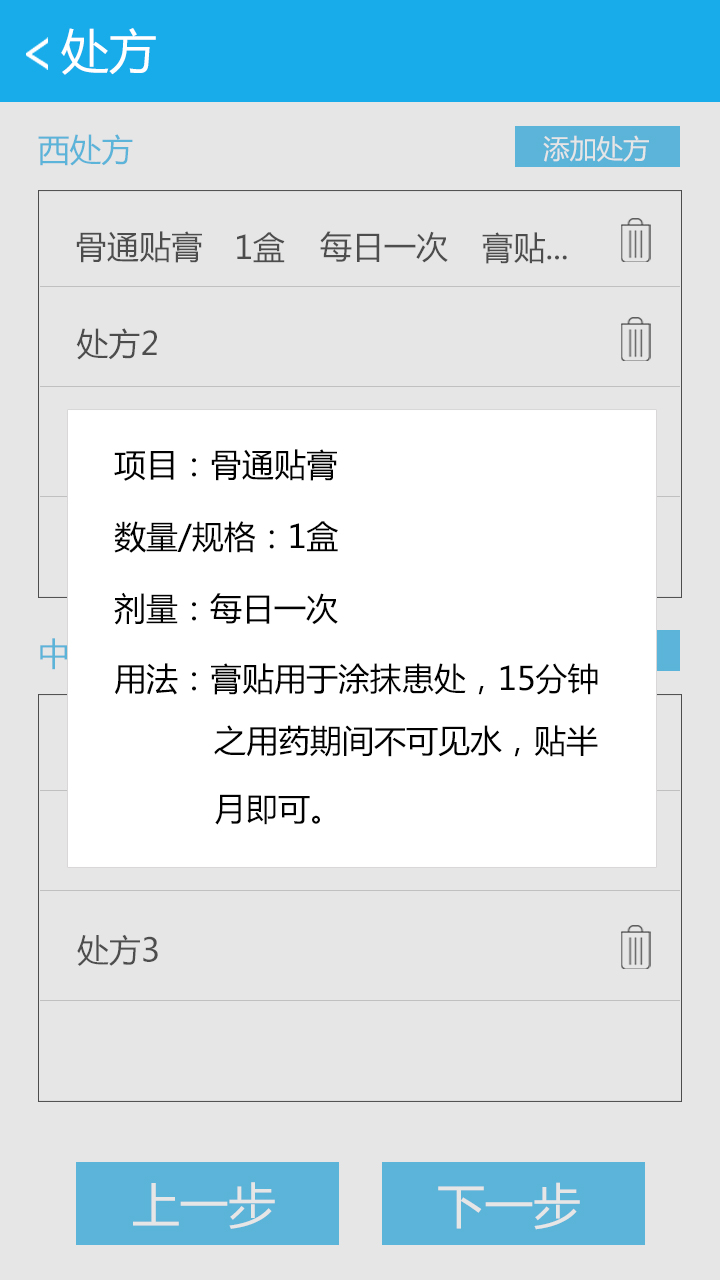 < 处方
西处方
添加处方
骨通贴膏 1盒 每日一次 膏贴...
处方2
项目：骨通贴膏
数量/规格：1盒
剂量：每日一次
用法：膏贴用于涂抹患处，15分钟
之用药期间不可见水，贴半
月即可。
中
处方3
上一步
下一步